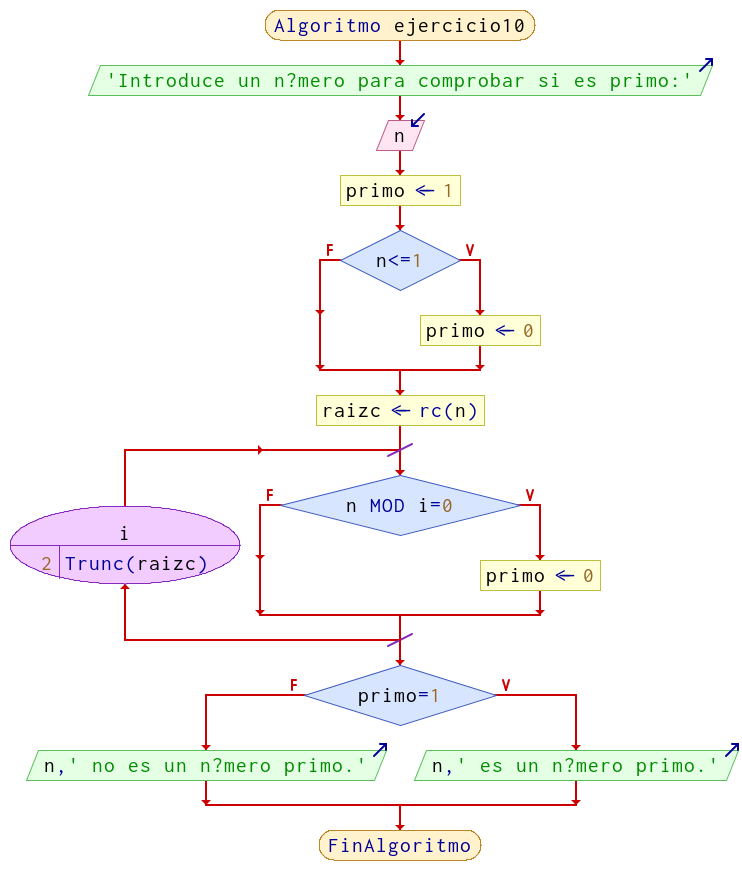 Algoritmo ejercicio10
'Introduce un n?mero para comprobar si es primo:'
n
primo ← 1
F
V
n<=1
primo ← 0
raizc ← rc(n)
F
V
n MOD i=0
i
2 Trunc(raizc)
primo ← 0
F
V
primo=1
n,' no es un n?mero primo.'
n,' es un n?mero primo.'
FinAlgoritmo